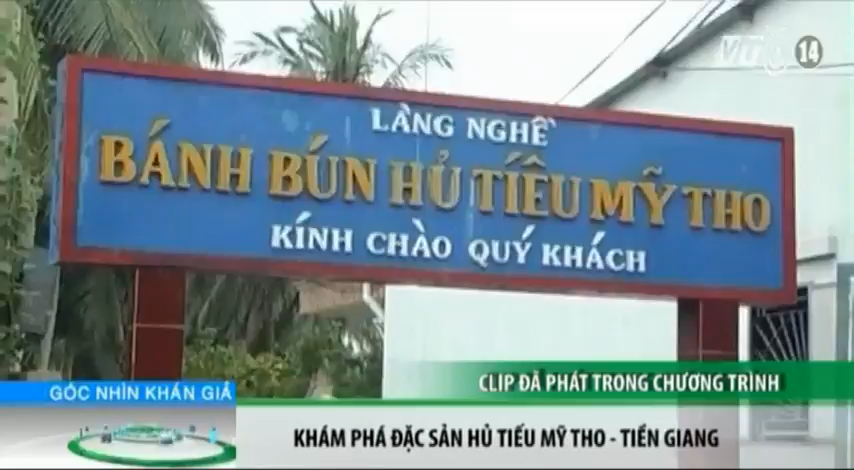 VTC 14
LÀNG NGHỀ
BÁNH BÚN HỦ TIẾU MỸ THO
KÍNH CHÀO QUÝ KHÁCH
CLIP ĐÃ PHÁT TRONG CHƯƠNG TRÌNH
GÓC NHÌN KHÁN GIẢ
KHÁM PHÁ ĐẶC SẢN HỦ TIẾU MỸ THO - TIỀN GIANG